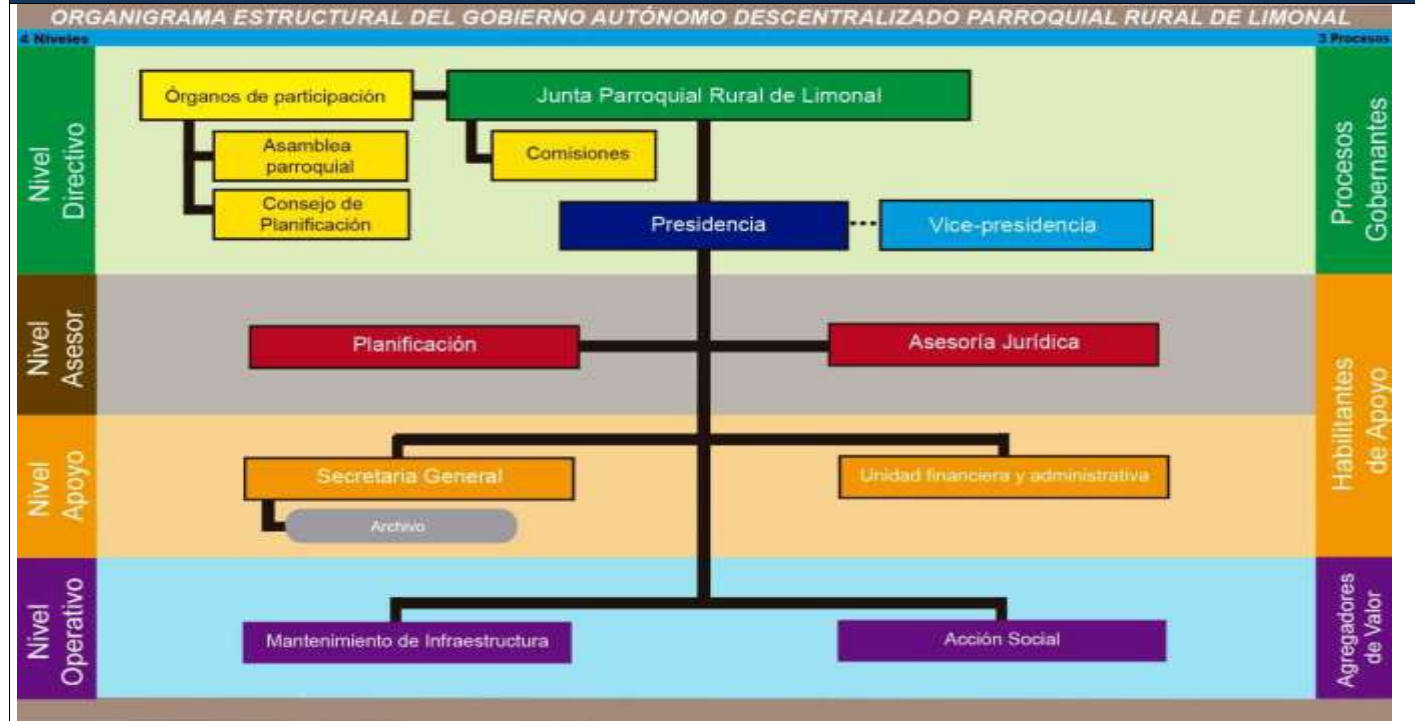 ORGANIGRAMA ESTRUCTURAL DEL GOBIERNO AUTÓNOMO DESCENTRALIZADO PARROQUIAL RURAL DE LIMONAL
4 Niveles
3 Procesos
Nivel
Directivo
Órganos de participación
Junta Parroquial Rural de Limonal
Asamblea
parroquial
Comisiones
Consejo de
Planificación
Presidencia
Vice-presidencia
Procesos
Gobernantes
Nivel
Asesor
Planificación
Asesoría Jurídica
Habilitantes
de Apoyo
Nivel
Apoyo
Secretaria General
Unidad financiera y administrativa
Archivo
Nivel
Operativo
Mantenimiento de Infraestructura
Acción Social
Agregadores
de Valor